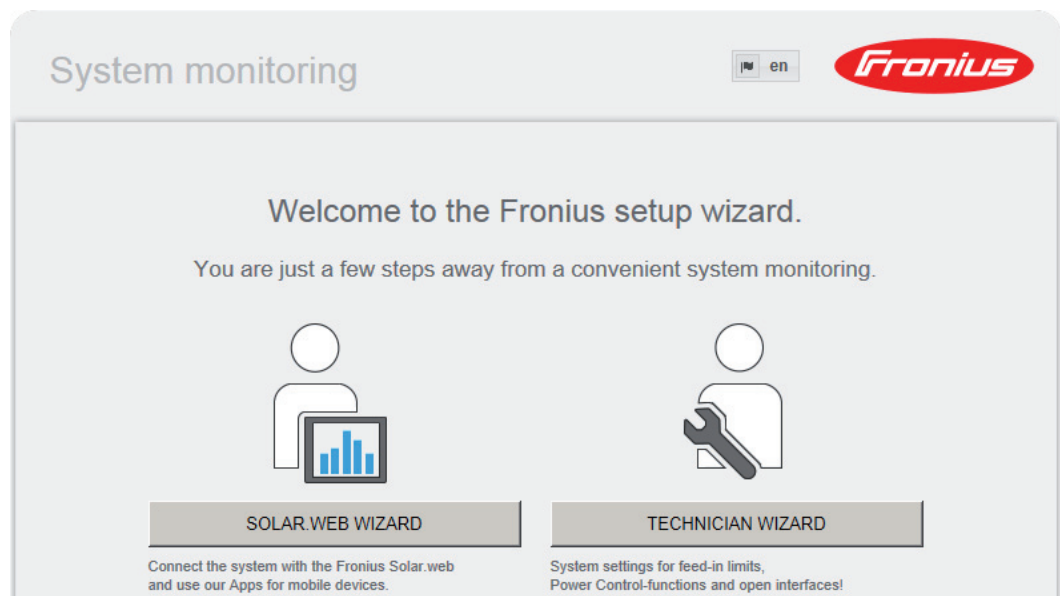 System monitoring
en
Fronius
Welcome to the Fronius setup wizard.
You are just a few steps away from a convenient system monitoring.
SOLAR.WEB WIZARD
TECHNICIAN WIZARD
Connect the system with the Fronius Solar.web
and use our Apps for mobile devices.
System settings for feed-in limits,
Power Control-functions and open interfaces!